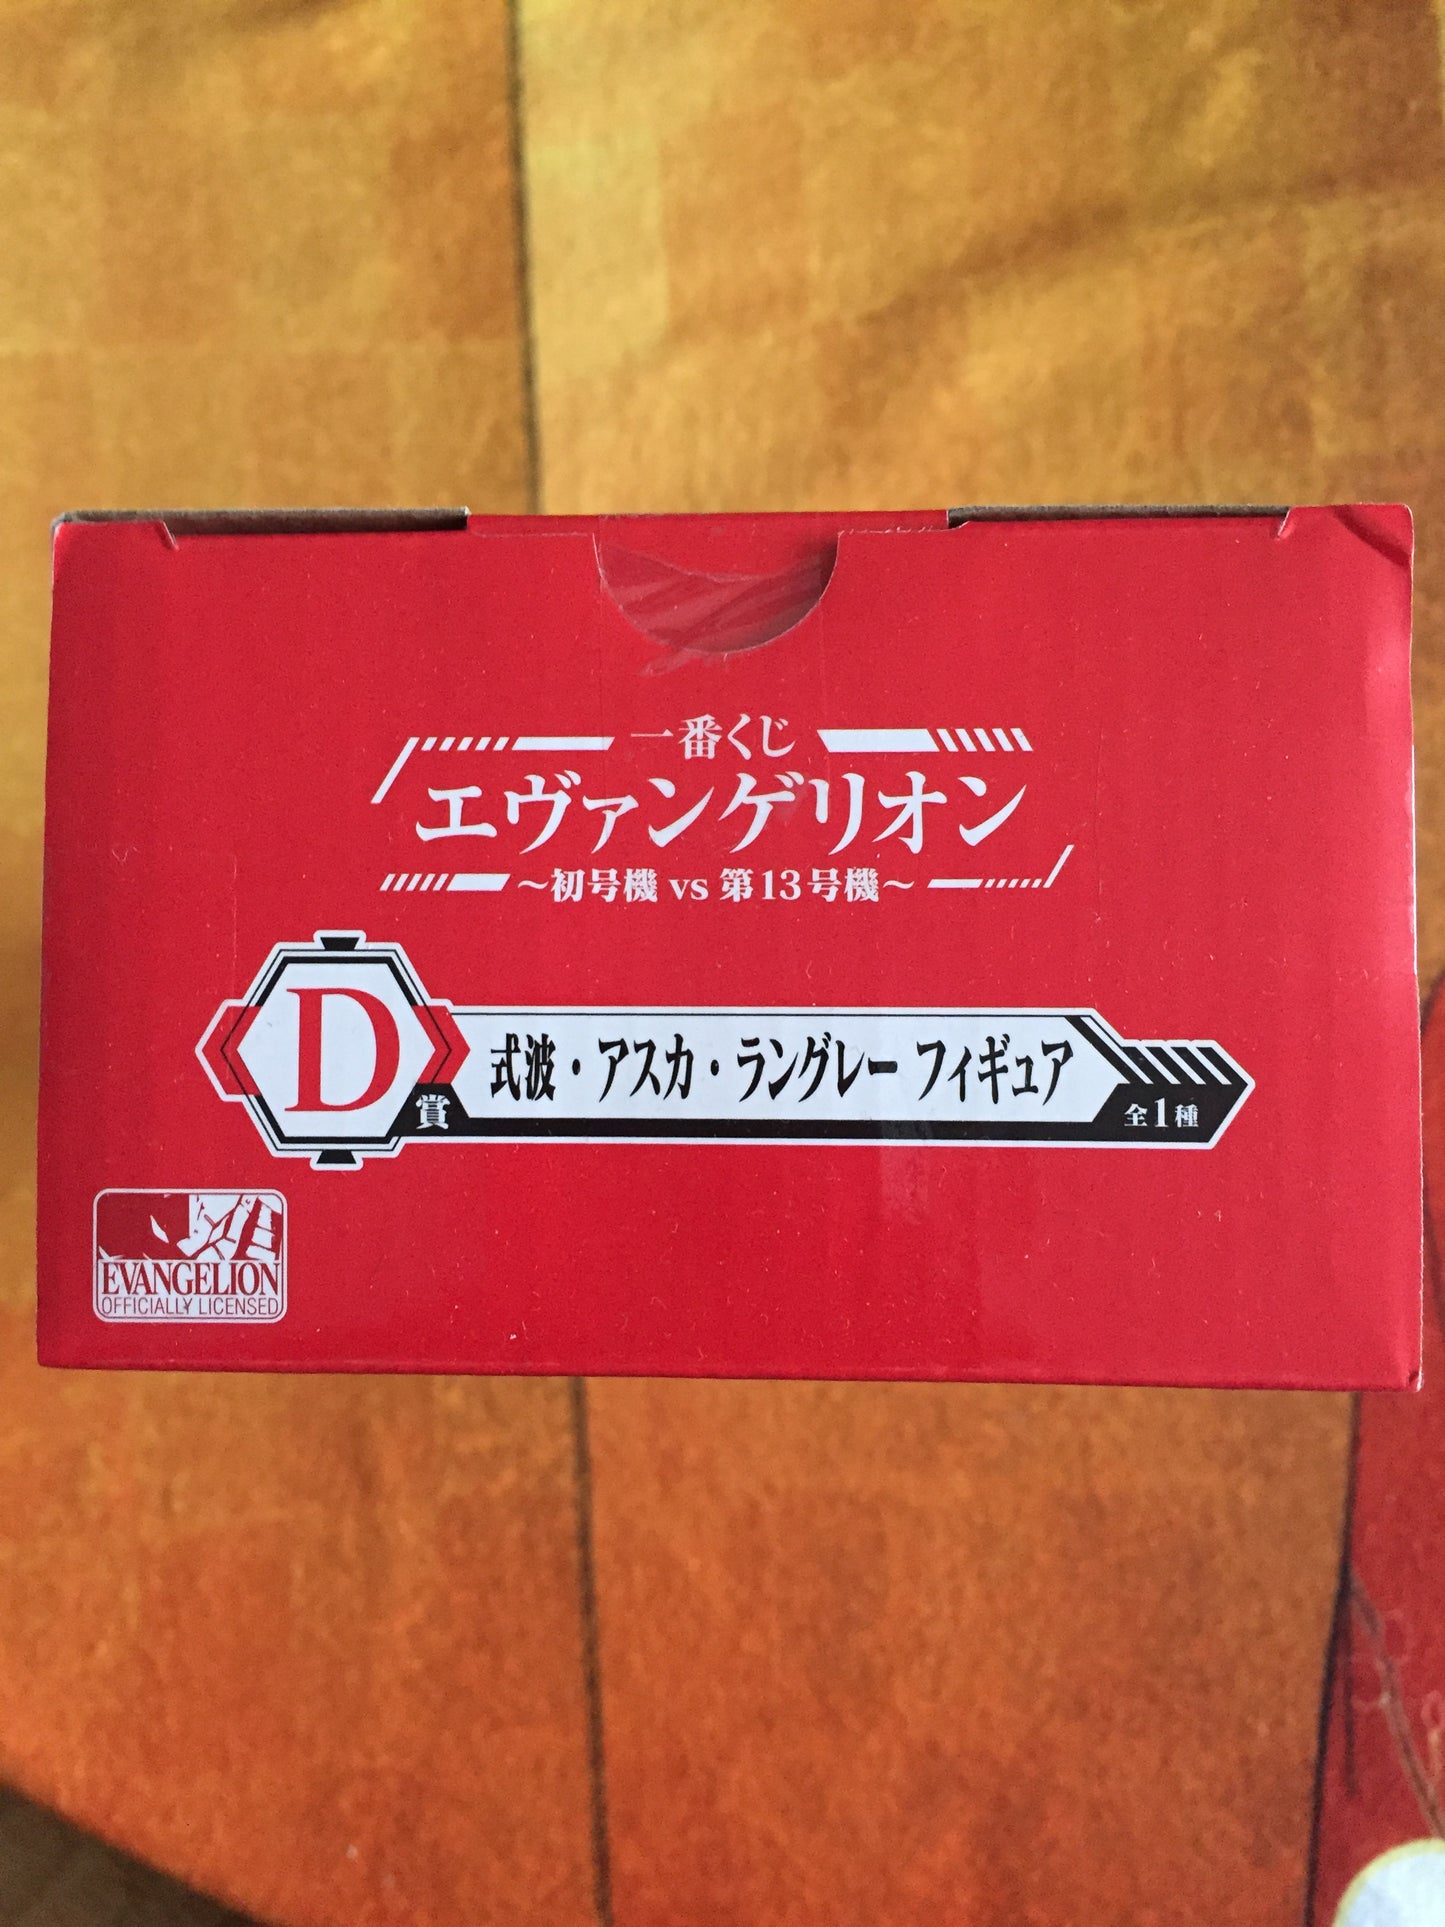 一番くじ
エヴァンゲリオン
～初号機 vs 第13号機～
D賞
式波・アスカ・ラングレー フィギュア
全1種
EVANGELION
OFFICIALLY LICENSED